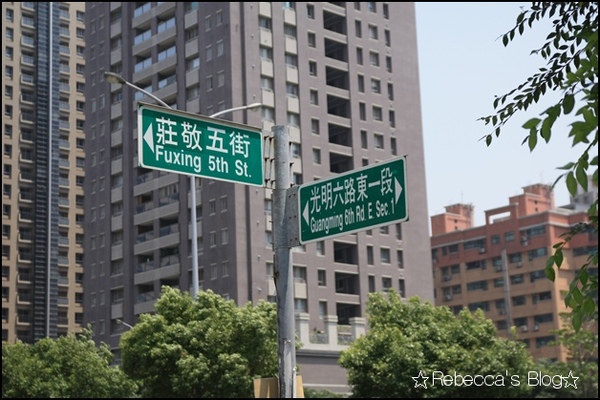 莊敬五街
Fuxing 5th St.
光明六路東一段
Guangming 6th Rd. E. Sec.1
☆Rebecca's Blog☆